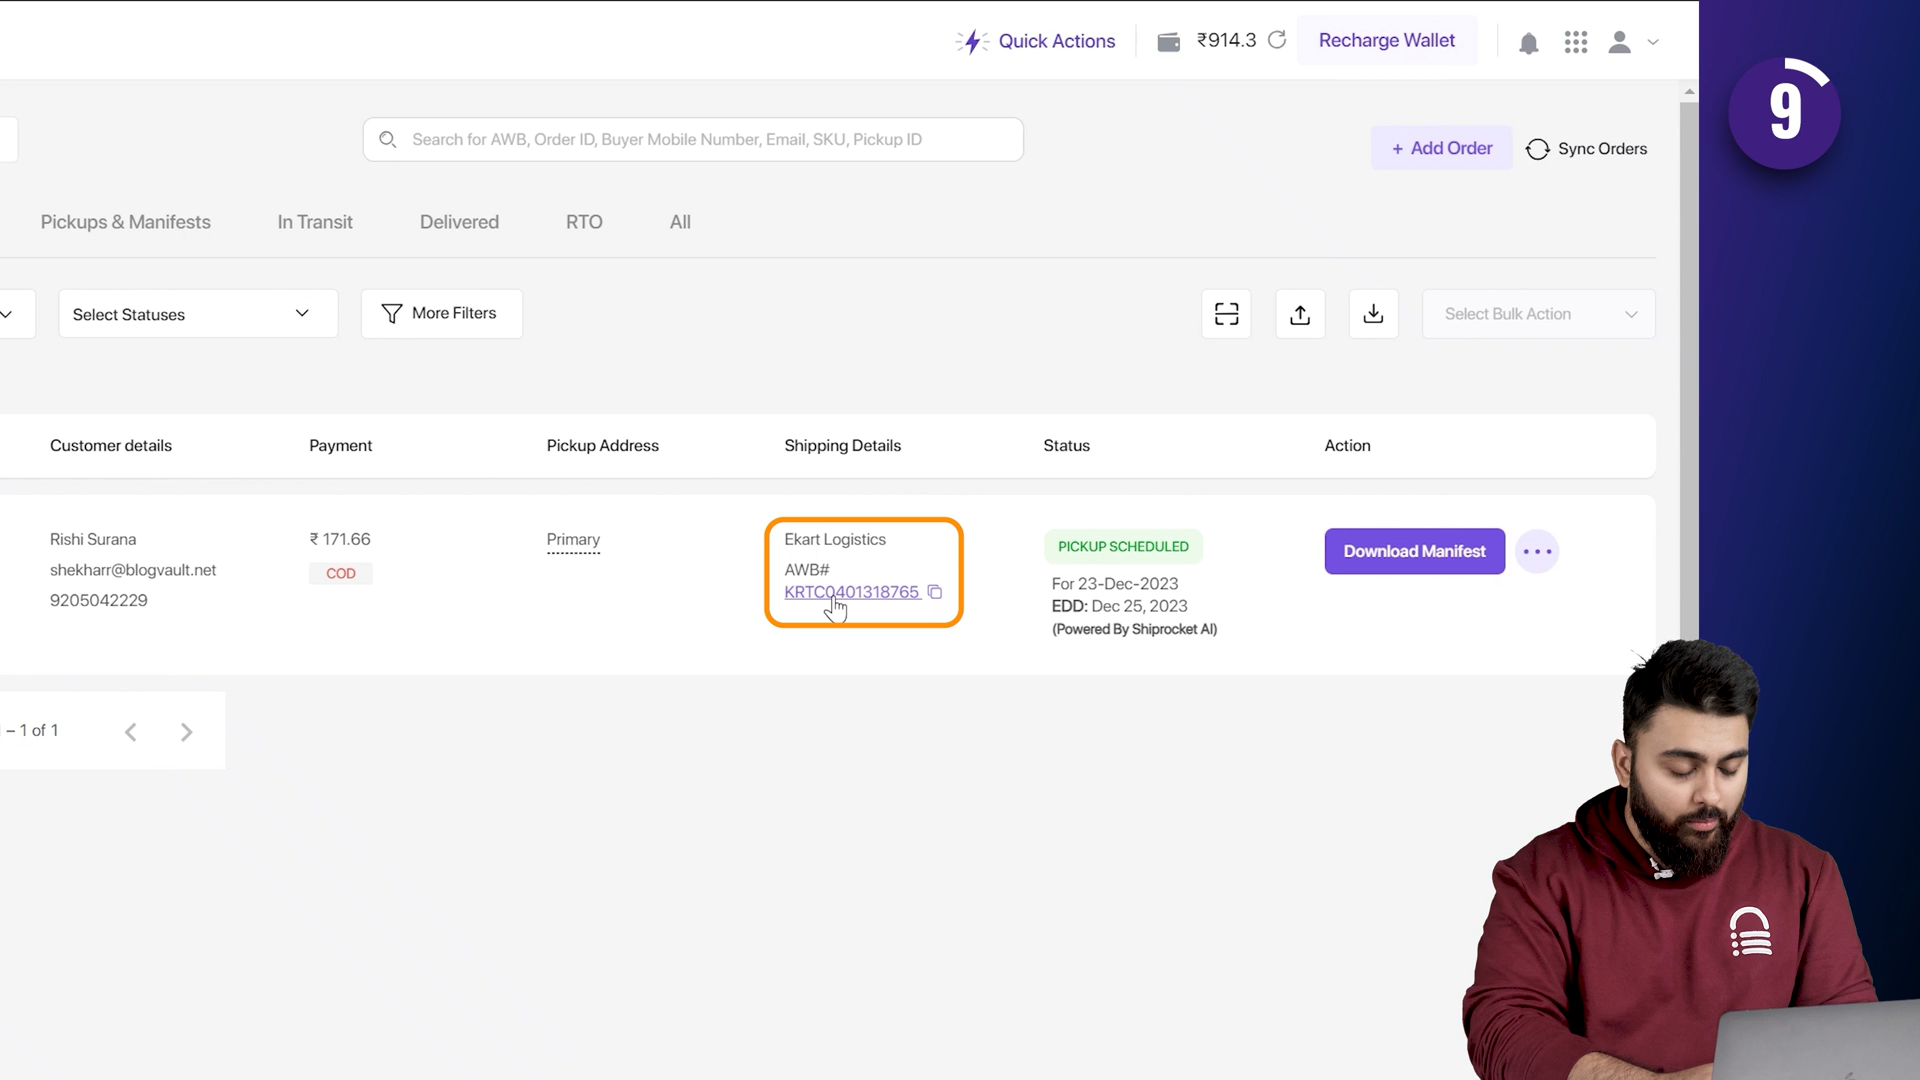 Quick Actions
₹914.3
Recharge Wallet
9
Search for AWB, Order ID, Buyer Mobile Number, Email, SKU, Pickup ID
+ Add Order
Sync Orders
Pickups & Manifests
In Transit
Delivered
RTO
All
Select Statuses
More Filters
Select Bulk Action
Customer details
Payment
Pickup Address
Shipping Details
Status
Action
Rishi Surana
shekharr@blogvault.net
9205042229
₹ 171.66
COD
Primary
Ekart Logistics
AWB#
KRTC0401318765
PICKUP SCHEDULED
For 23-Dec-2023
EDD: Dec 25, 2023
(Powered By Shiprocket AI)
Download Manifest
– 1 of 1